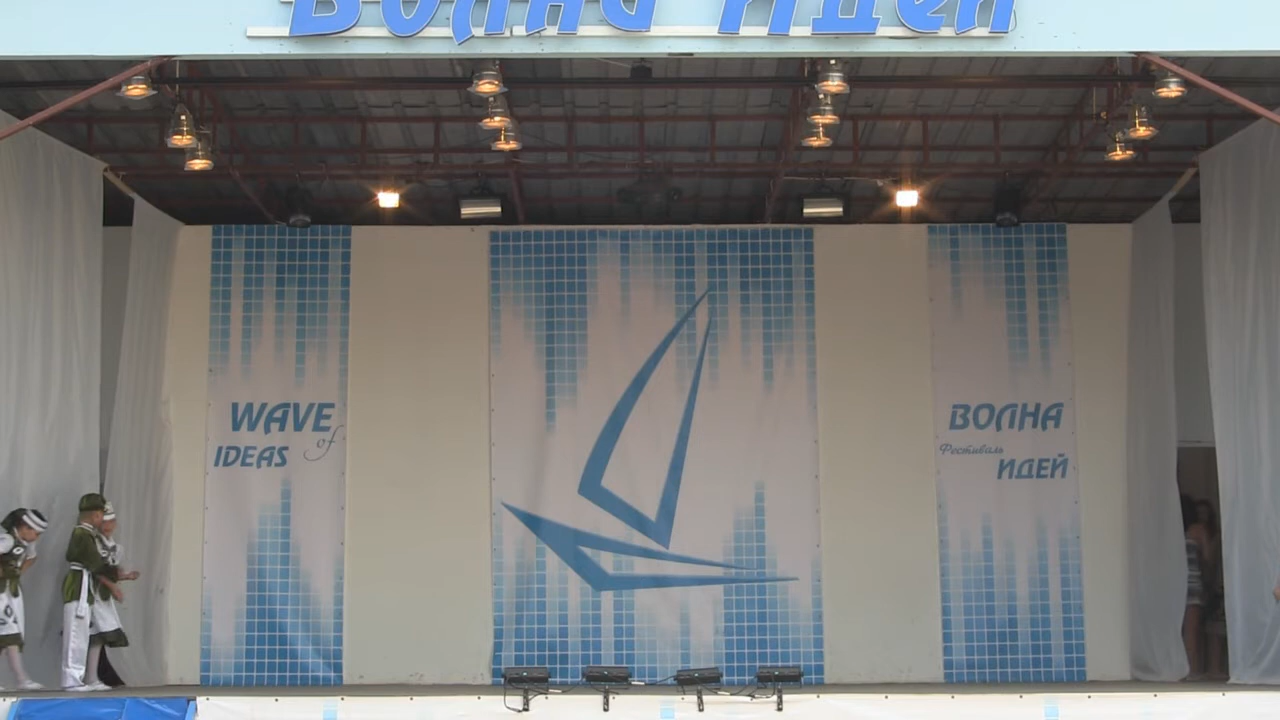 Волна Идей
WAVE
of
IDEAS
ВОЛНА
Фестиваль
ИДЕЙ